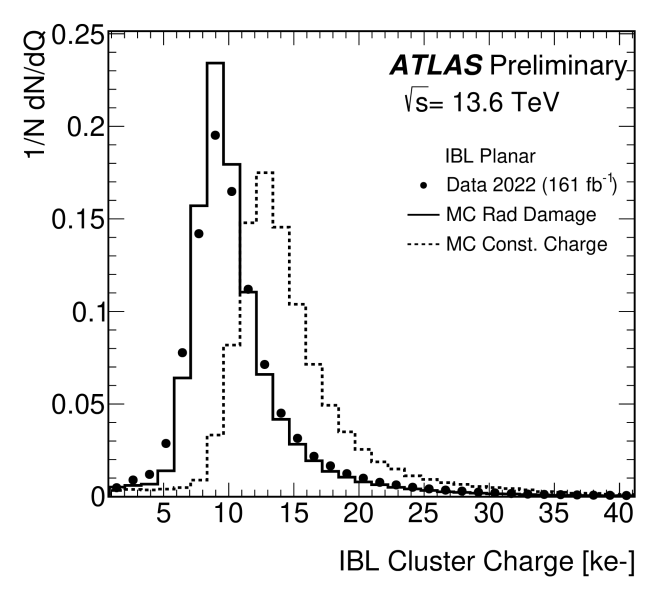 1/N dN/dQ
0.25
0.2
0.15
0.1
0.05
0
ATLAS Preliminary
√s= 13.6 TeV
IBL Planar
Data 2022 (161 fb⁻¹)
MC Rad Damage
MC Const. Charge
5 10 15 20 25 30 35 40
IBL Cluster Charge [ke-]